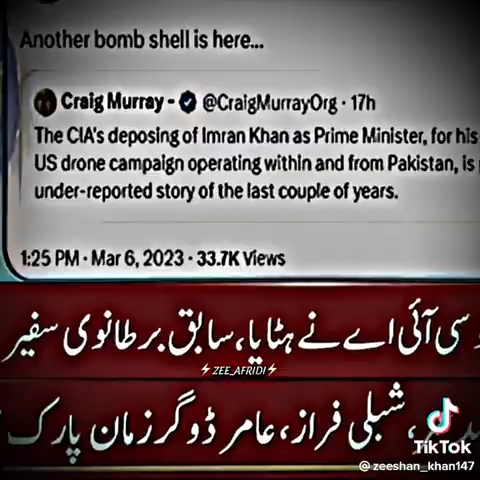 Another bomb shell is here...
Craig Murray - @CraigMurrayOrg · 17h
The CIA's deposing of Imran Khan as Prime Minister, for his
US drone campaign operating within and from Pakistan, is
under-reported story of the last couple of years.
1:25 PM · Mar 6, 2023 · 33.7K Views
سی آئی اے نے ہٹایا، سابق برطانوی سفیر
⚡ ZEE_AFRIDI ⚡
، شبلی فراز، عامر ڈوگر زمان پارک
TikTok
@ zeeshan_khan147